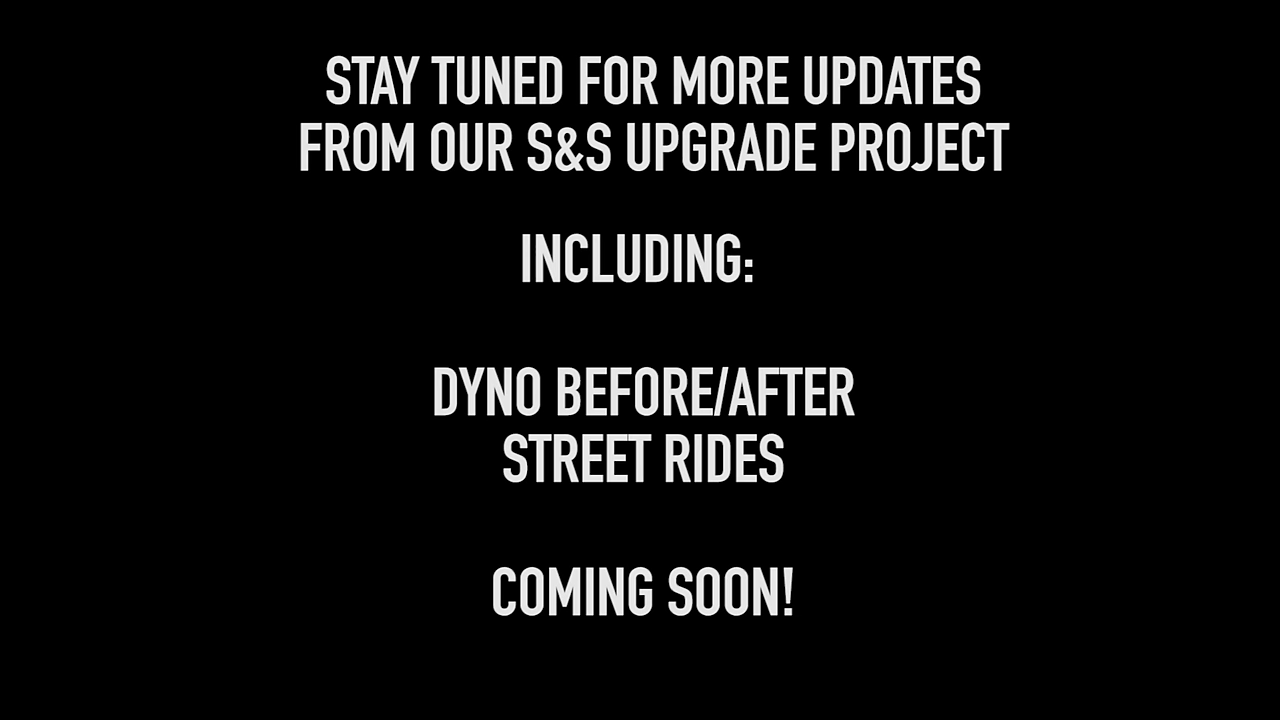 STAY TUNED FOR MORE UPDATES
FROM OUR S&S UPGRADE PROJECT
INCLUDING:
DYNO BEFORE/AFTER
STREET RIDES
COMING SOON!